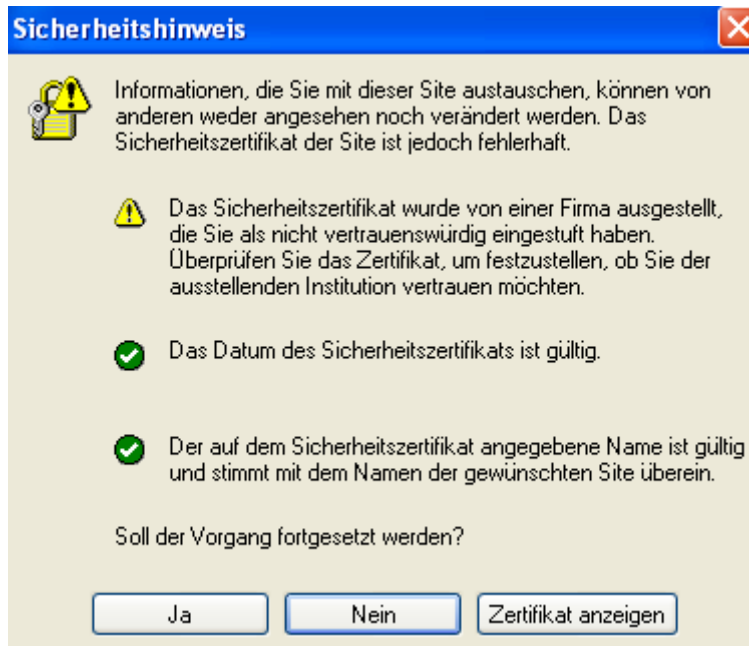 Sicherheitshinweis
Informationen, die Sie mit dieser Site austauschen, können von
anderen weder angesehen noch verändert werden. Das
Sicherheitszertifikat der Site ist jedoch fehlerhaft.
Das Sicherheitszertifikat wurde von einer Firma ausgestellt,
die Sie als nicht vertrauenswürdig eingestuft haben.
Überprüfen Sie das Zertifikat, um festzustellen, ob Sie der
ausstellenden Institution vertrauen möchten.
Das Datum des Sicherheitszertifikats ist gültig.
Der auf dem Sicherheitszertifikat angegebene Name ist gültig
und stimmt mit dem Namen der gewünschten Site überein.
Soll der Vorgang fortgesetzt werden?
Ja Nein Zertifikat anzeigen